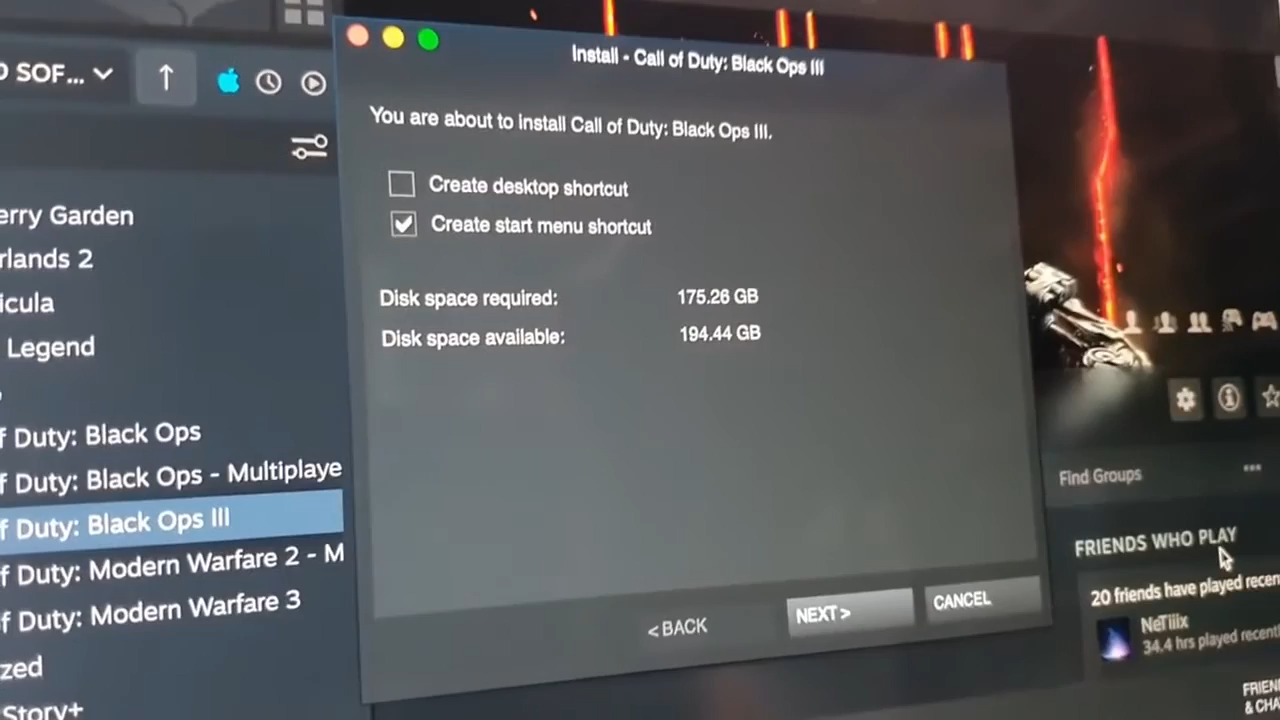 SOF...
Install - Call of Duty: Black Ops III
You are about to install Call of Duty: Black Ops III.
Create desktop shortcut
Create start menu shortcut
Disk space required: 175.26 GB
Disk space available: 194.44 GB
< BACK
NEXT >
CANCEL
erry Garden
rlands 2
icula
Legend
f Duty: Black Ops
f Duty: Black Ops - Multiplaye
f Duty: Black Ops III
f Duty: Modern Warfare 2 - M
f Duty: Modern Warfare 3
zed
Story+
Find Groups
FRIENDS WHO PLAY
20 friends have played recen
NeTiiix
34.4 hrs played recent
FRIEN
& CHA